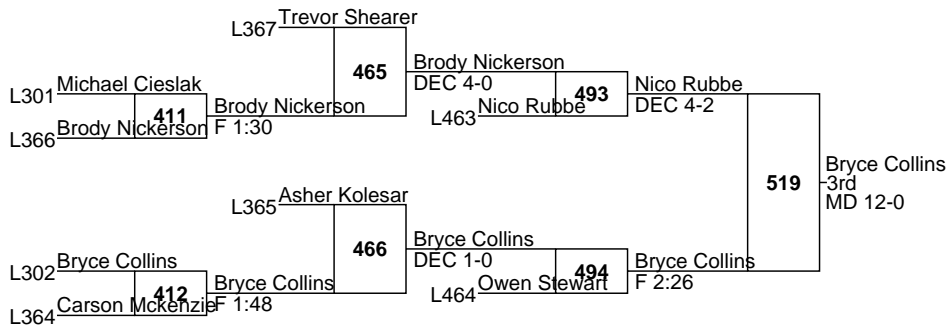 Trevor Shearer
L367
465
Brody Nickerson
DEC 4-0
Michael Cieslak
L301
411
Brody Nickerson
F 1:30
Brody Nickerson
L366
493
Nico Rubbe
L463
Nico Rubbe
DEC 4-2
519
Bryce Collins
3rd
MD 12-0
Asher Kolesar
L365
466
Bryce Collins
DEC 1-0
Bryce Collins
L302
412
Bryce Collins
F 1:48
Carson Mckenzie
L364
494
Owen Stewart
L464
Bryce Collins
F 2:26